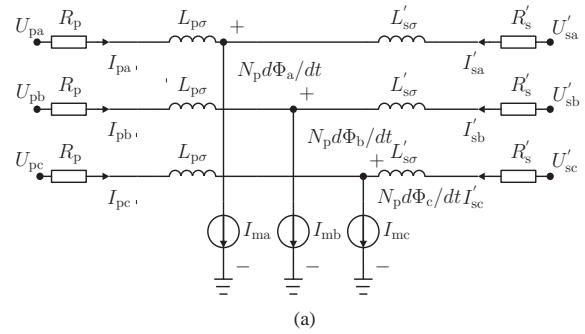 U_pa R_p L_pσ + L'_sσ R'_s U'_sa
I_pa N_p dΦ_a/dt I'_sa
U_pb R_p L_pσ + L'_sσ R'_s U'_sb
I_pb N_p dΦ_b/dt I'_sb
U_pc R_p L_pσ + L'_sσ R'_s U'_sc
I_pc N_p dΦ_c/dt I'_sc
I_ma I_mb I_mc
− − −
(a)